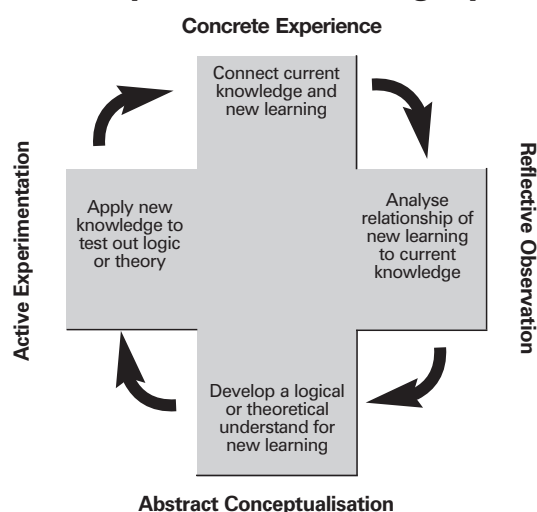 Concrete Experience
Connect current
knowledge and
new learning
Reflective Observation
Analyse
relationship of
new learning
to current
knowledge
Develop a logical
or theoretical
understand for
new learning
Abstract Conceptualisation
Apply new
knowledge to
test out logic
or theory
Active Experimentation